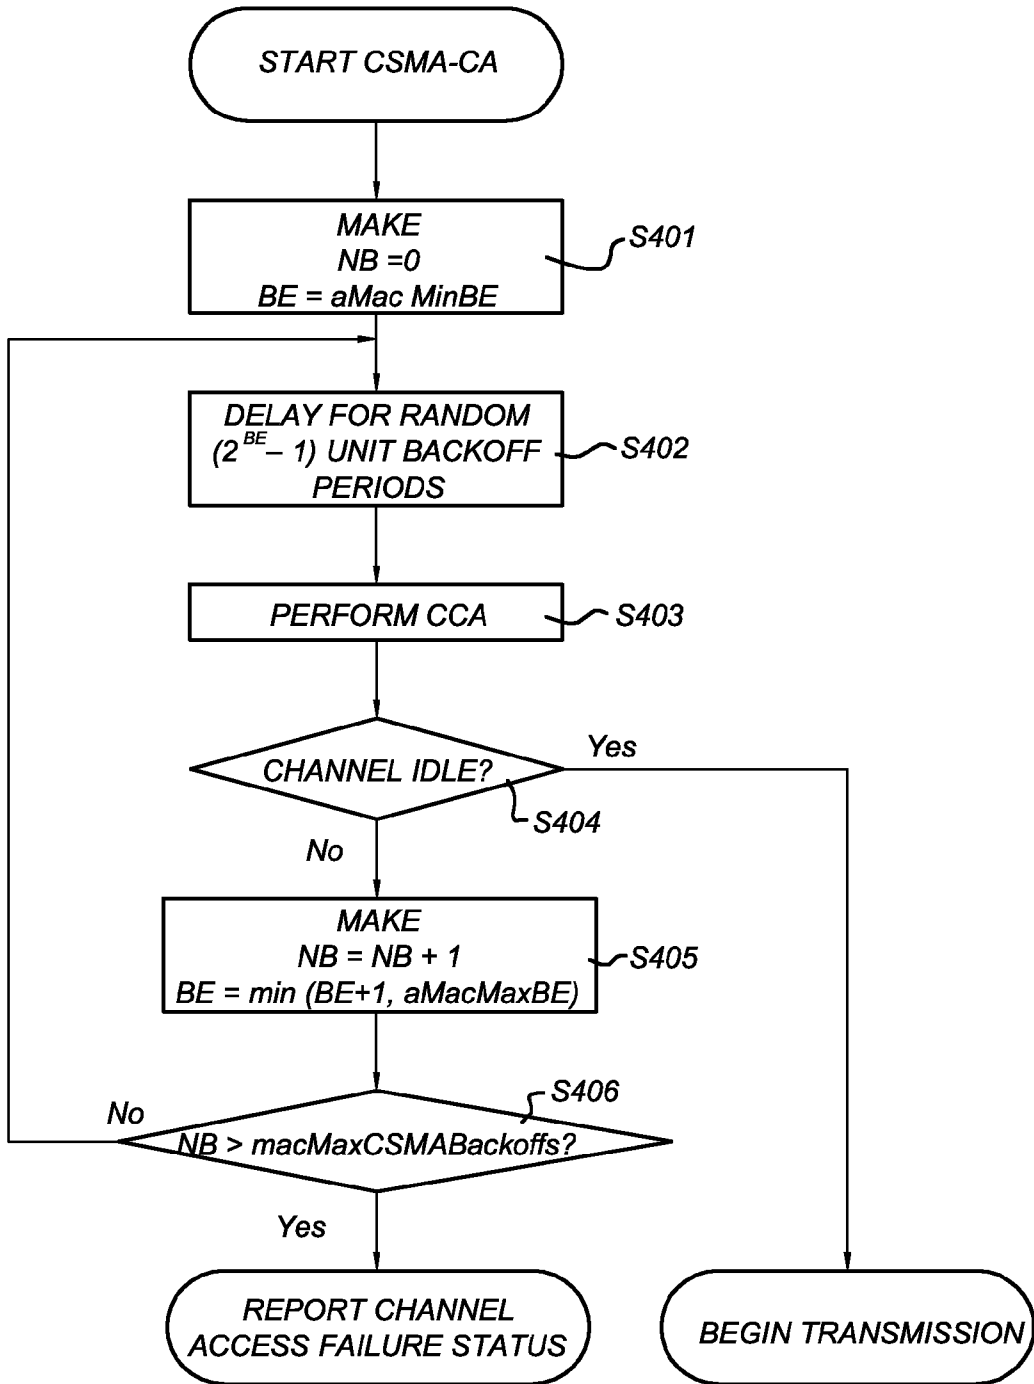 START CSMA-CA
MAKE
NB =0
BE = aMac MinBE
S401
DELAY FOR RANDOM
(2^BE – 1) UNIT BACKOFF
PERIODS
S402
PERFORM CCA
S403
CHANNEL IDLE?
Yes
S404
No
MAKE
NB = NB + 1
BE = min (BE+1, aMacMaxBE)
S405
S406
No
NB > macMaxCSMABackoffs?
Yes
REPORT CHANNEL
ACCESS FAILURE STATUS
BEGIN TRANSMISSION